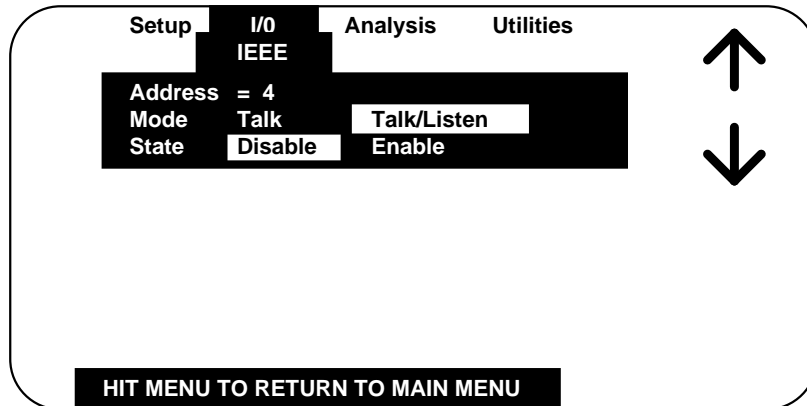 Setup I/0 Analysis Utilities
IEEE
Address = 4
Mode Talk Talk/Listen
State Disable Enable
HIT MENU TO RETURN TO MAIN MENU